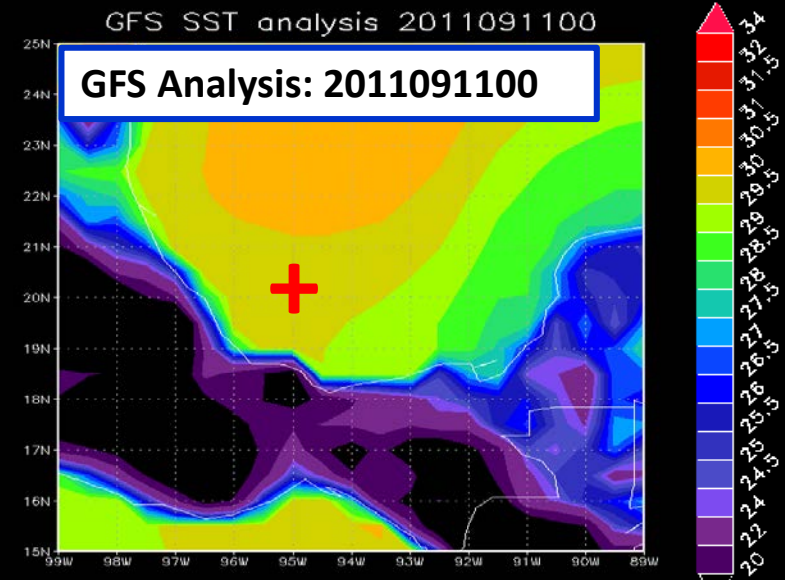 GFS SST analysis 2011091100
GFS Analysis: 2011091100
25N
24N
23N
22N
21N
20N
19N
18N
17N
16N
15N
99W 98W 97W 96W 95W 94W 93W 92W 91W 90W 89W
34
32
31.5
31
30.5
30
29.5
29
28.5
28
27.5
27
26.5
26
25.5
25
24.5
24
22
20